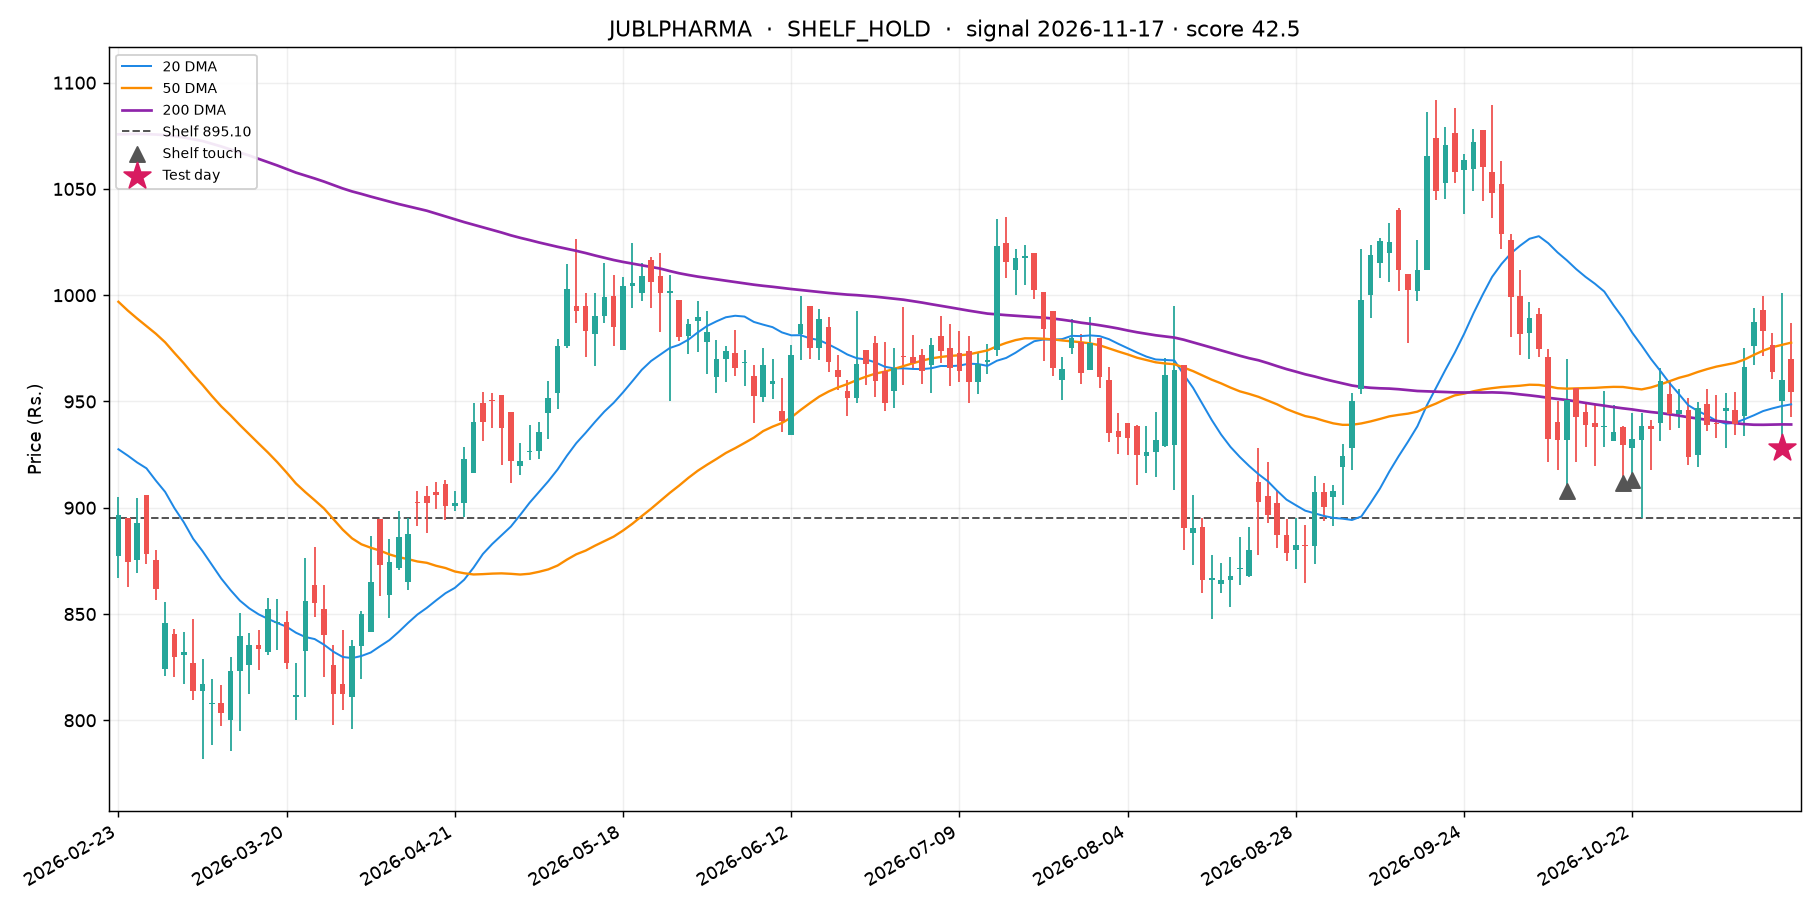 JUBLPHARMA · SHELF_HOLD · signal 2026-11-17 · score 42.5
20 DMA
50 DMA
200 DMA
Shelf 895.10
Shelf touch
Test day
Price (Rs.)
1100
1050
1000
950
900
850
800
2026-02-23
2026-03-20
2026-04-21
2026-05-18
2026-06-12
2026-07-09
2026-08-04
2026-08-28
2026-09-24
2026-10-22